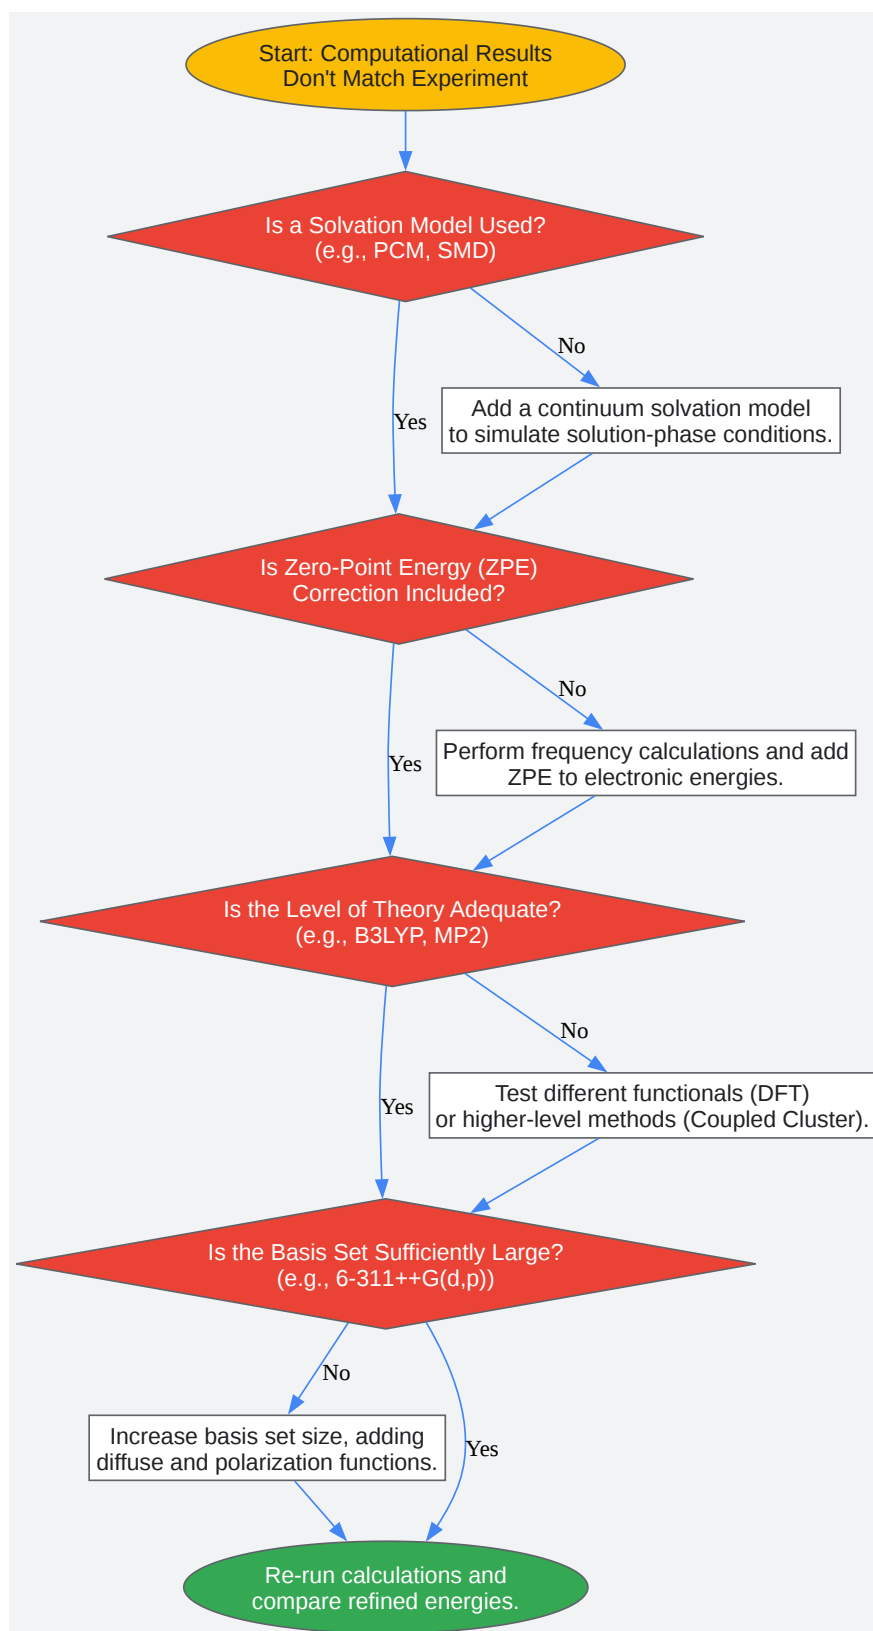 Start: Computational Results
Don't Match Experiment
Is a Solvation Model Used?
(e.g., PCM, SMD)
No
Yes
Add a continuum solvation model
to simulate solution-phase conditions.
Is Zero-Point Energy (ZPE)
Correction Included?
No
Yes
Perform frequency calculations and add
ZPE to electronic energies.
Is the Level of Theory Adequate?
(e.g., B3LYP, MP2)
No
Yes
Test different functionals (DFT)
or higher-level methods (Coupled Cluster).
Is the Basis Set Sufficiently Large?
(e.g., 6-311++G(d,p))
No
Yes
Increase basis set size, adding
diffuse and polarization functions.
Re-run calculations and
compare refined energies.